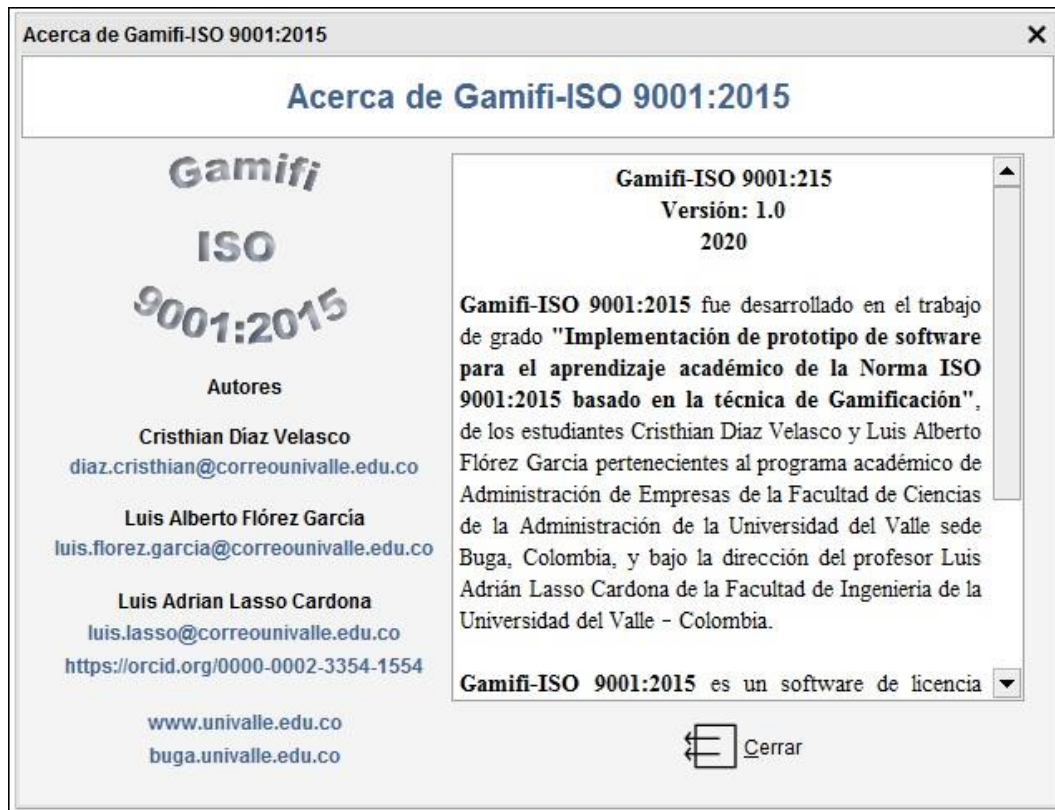 Acerca de Gamifi-ISO 9001:2015
Acerca de Gamifi-ISO 9001:2015
Gamifi
ISO
9001:2015
Autores
Cristhian Díaz Velasco
diaz.cristhian@correounivalle.edu.co
Luis Alberto Flórez García
luis.florez.garcia@correounivalle.edu.co
Luis Adrian Lasso Cardona
luis.lasso@correounivalle.edu.co
https://orcid.org/0000-0002-3354-1554
www.univalle.edu.co
buga.univalle.edu.co
Gamifi-ISO 9001:215
Versión: 1.0
2020
Gamifi-ISO 9001:2015 fue desarrollado en el trabajo
de grado "Implementación de prototipo de software
para el aprendizaje académico de la Norma ISO
9001:2015 basado en la técnica de Gamificación",
de los estudiantes Cristhian Diaz Velasco y Luis Alberto
Flórez Garcia pertenecientes al programa académico de
Administración de Empresas de la Facultad de Ciencias
de la Administración de la Universidad del Valle sede
Buga, Colombia, y bajo la dirección del profesor Luis
Adrián Lasso Cardona de la Facultad de Ingenieria de la
Universidad del Valle - Colombia.
Gamifi-ISO 9001:2015 es un software de licencia
Cerrar